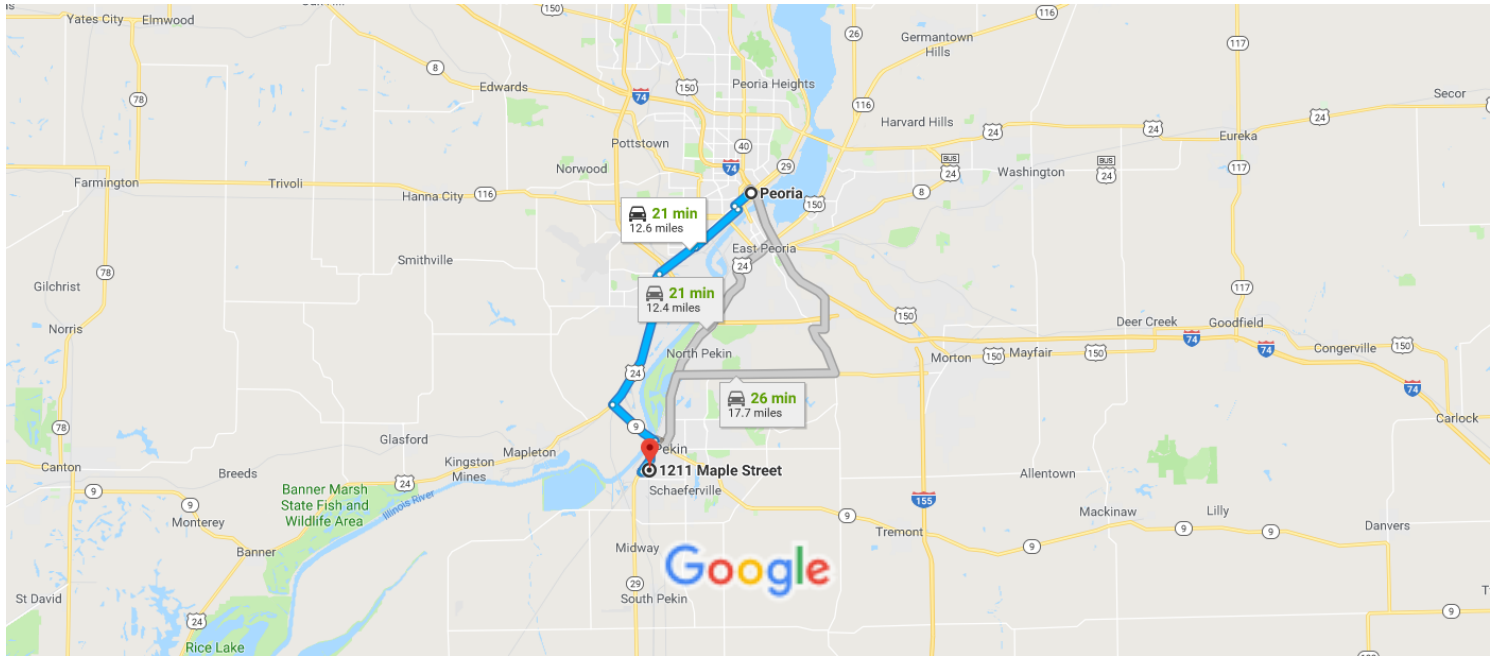 Yates City
Elmwood
150
116
26
Germantown
Hills
117
8
Edwards
74
150
Peoria Heights
78
116
Secor
Harvard Hills
24
24
24
Eureka
Pottstown
40
74
29
BUS
24
BUS
24
117
Norwood
Washington
Farmington
Trivoli
116
Hanna City
Peoria
150
8
21 min
12.6 miles
East Peoria
24
Smithville
78
Gilchrist
21 min
12.4 miles
117
150
Norris
Deer Creek
Goodfield
74
74
150
Congerville
North Pekin
Morton
150
Mayfair
150
24
74
26 min
17.7 miles
Carlock
78
9
Glasford
Pekin
Mapleton
Kingston
Mines
1211 Maple Street
Canton
Breeds
Allentown
24
9
Banner Marsh
State Fish and
Wildlife Area
Schaeferville
155
9
Illinois River
Monterey
9
Mackinaw
Lilly
9
9
Danvers
Tremont
9
Banner
Midway
Google
29
St David
South Pekin
24
9
Rice Lake